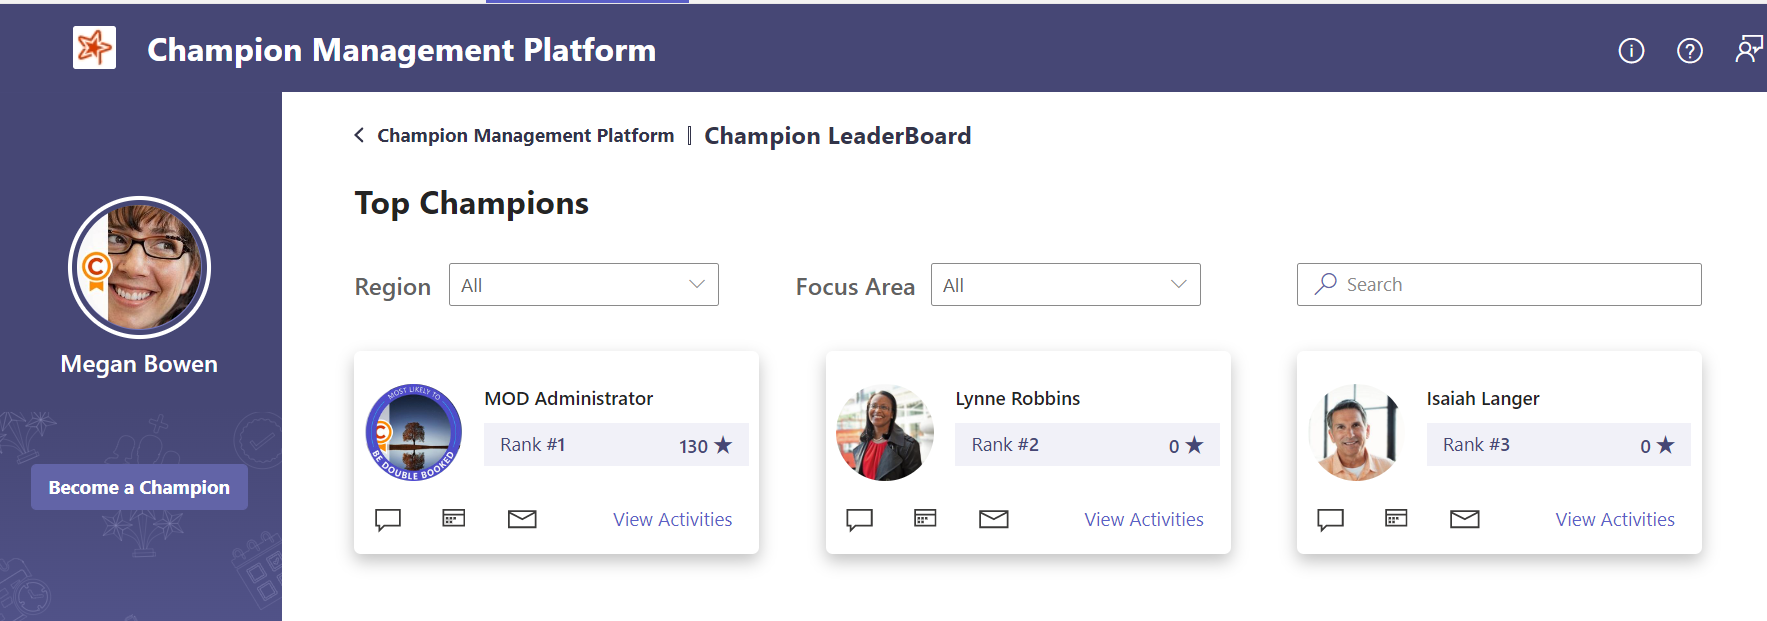 Champion Management Platform
Champion Management Platform | Champion LeaderBoard
Top Champions
Region All Focus Area All Search
C
Megan Bowen
Become a Champion
MOST LIKELY TO
C
BE DOUBLE BOOKED
MOD Administrator
Rank #1 130 ★
View Activities
Lynne Robbins
Rank #2 0 ★
View Activities
Isaiah Langer
Rank #3 0 ★
View Activities